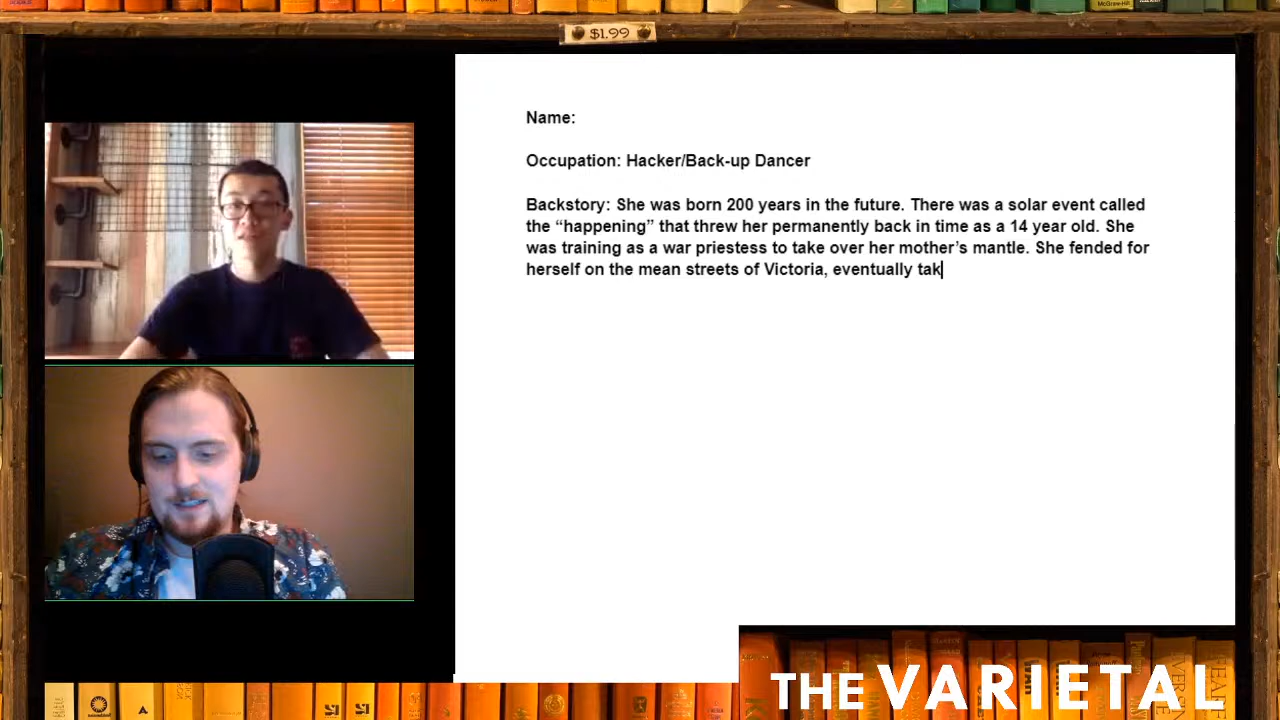 $1.99
McGraw-Hill
Name:
Occupation: Hacker/Back-up Dancer
Backstory: She was born 200 years in the future. There was a solar event called
the “happening” that threw her permanently back in time as a 14 year old. She
was training as a war priestess to take over her mother’s mantle. She fended for
herself on the mean streets of Victoria, eventually tak
THE VARIETAL